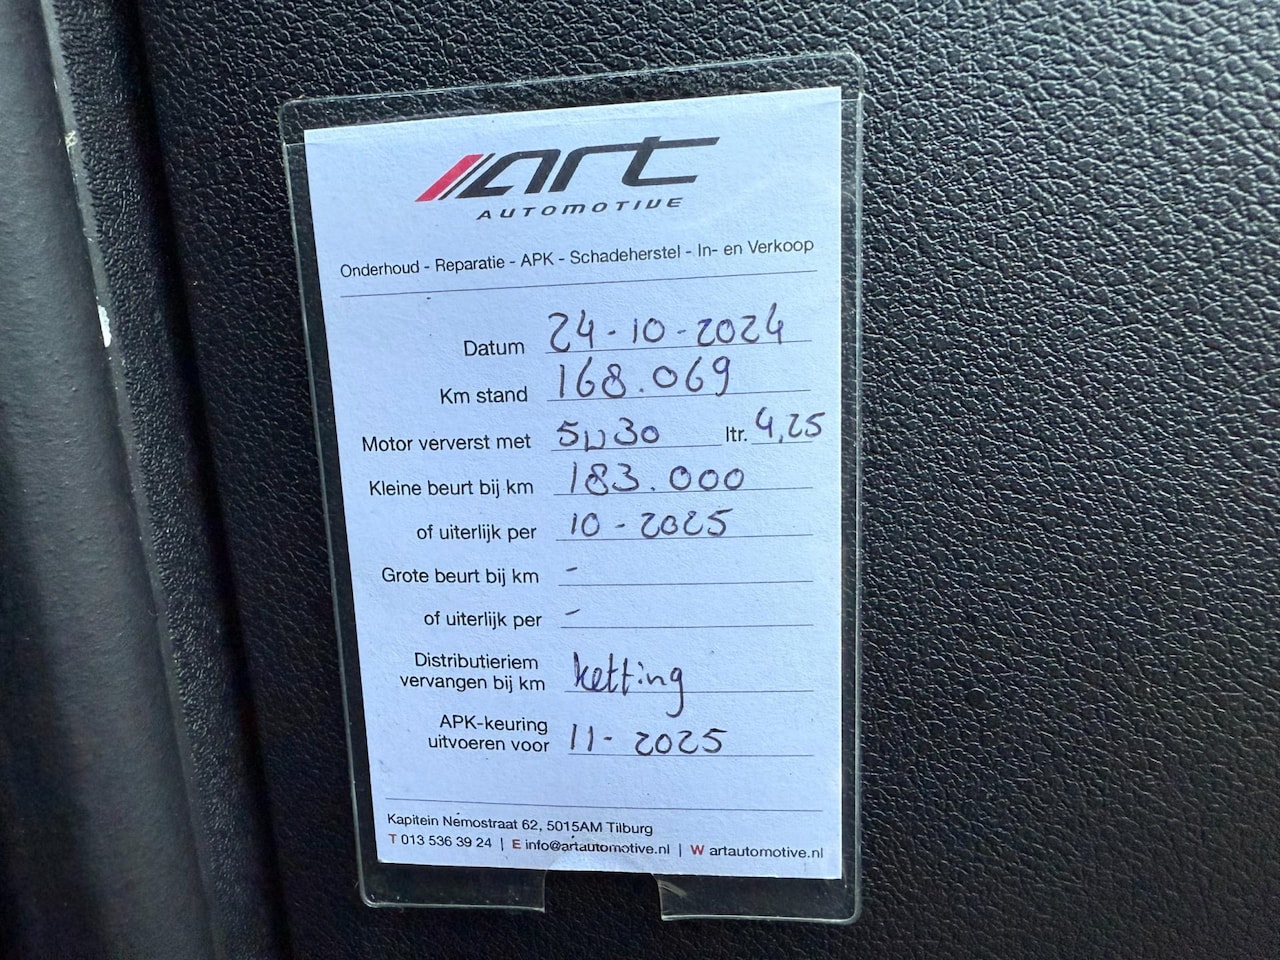 art
AUTOMOTIVE
Onderhoud - Reparatie - APK - Schadeherstel - In- en Verkoop
Datum 24-10-2024
Km stand 168.069
Motor ververst met 5W30 ltr. 4,25
Kleine beurt bij km 183.000
of uiterlijk per 10-2025
Grote beurt bij km -
of uiterlijk per -
Distributieriem
vervangen bij km ketting
APK-keuring
uitvoeren voor 11-2025
Kapitein Nemostraat 62, 5015AM Tilburg
T 013 536 39 24 | E info@artautomotive.nl | W artautomotive.nl